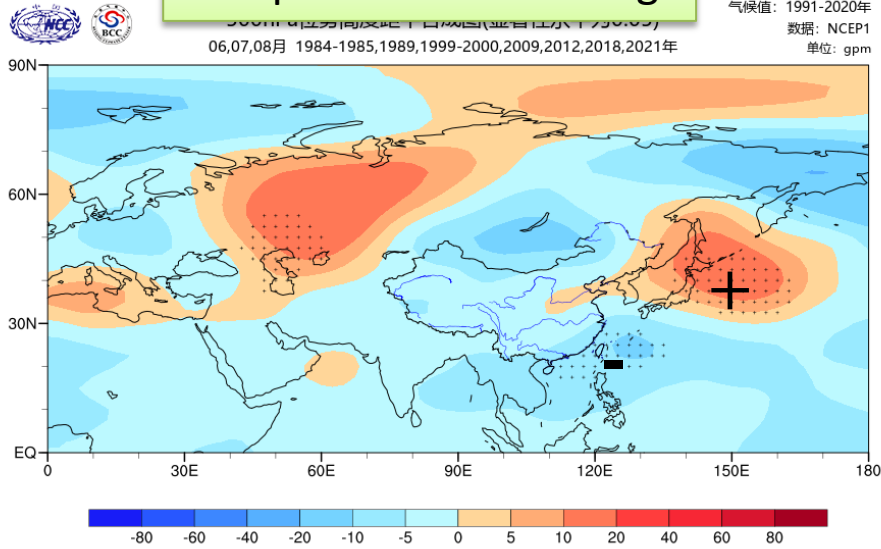 气候值: 1991-2020年
NCC
BCC
数据: NCEP1
06,07,08月 1984-1985,1989,1999-2000,2009,2012,2018,2021年
单位: gpm
90N
60N
30N
EQ
0 30E 60E 90E 120E 150E 180
-80 -60 -40 -20 -10 -5 0 5 10 20 40 60 80